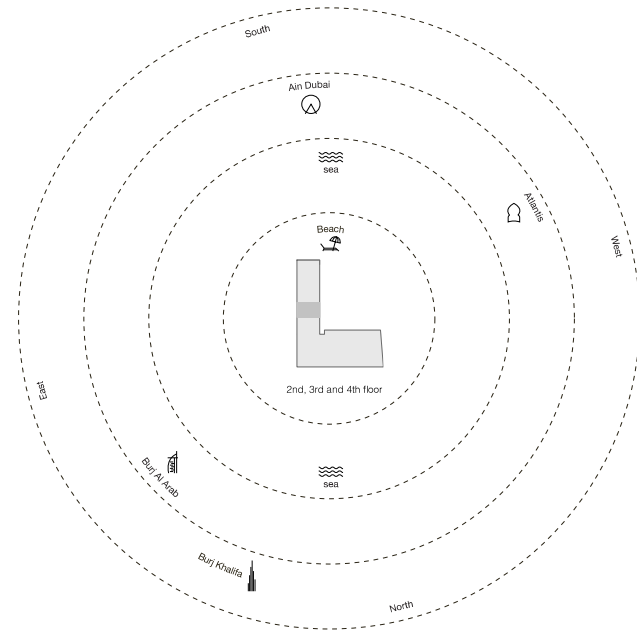 South
Ain Dubai
sea
Atlantis
Beach
West
2nd, 3rd and 4th floor
East
Burj Al Arab
sea
Burj Khalifa
North